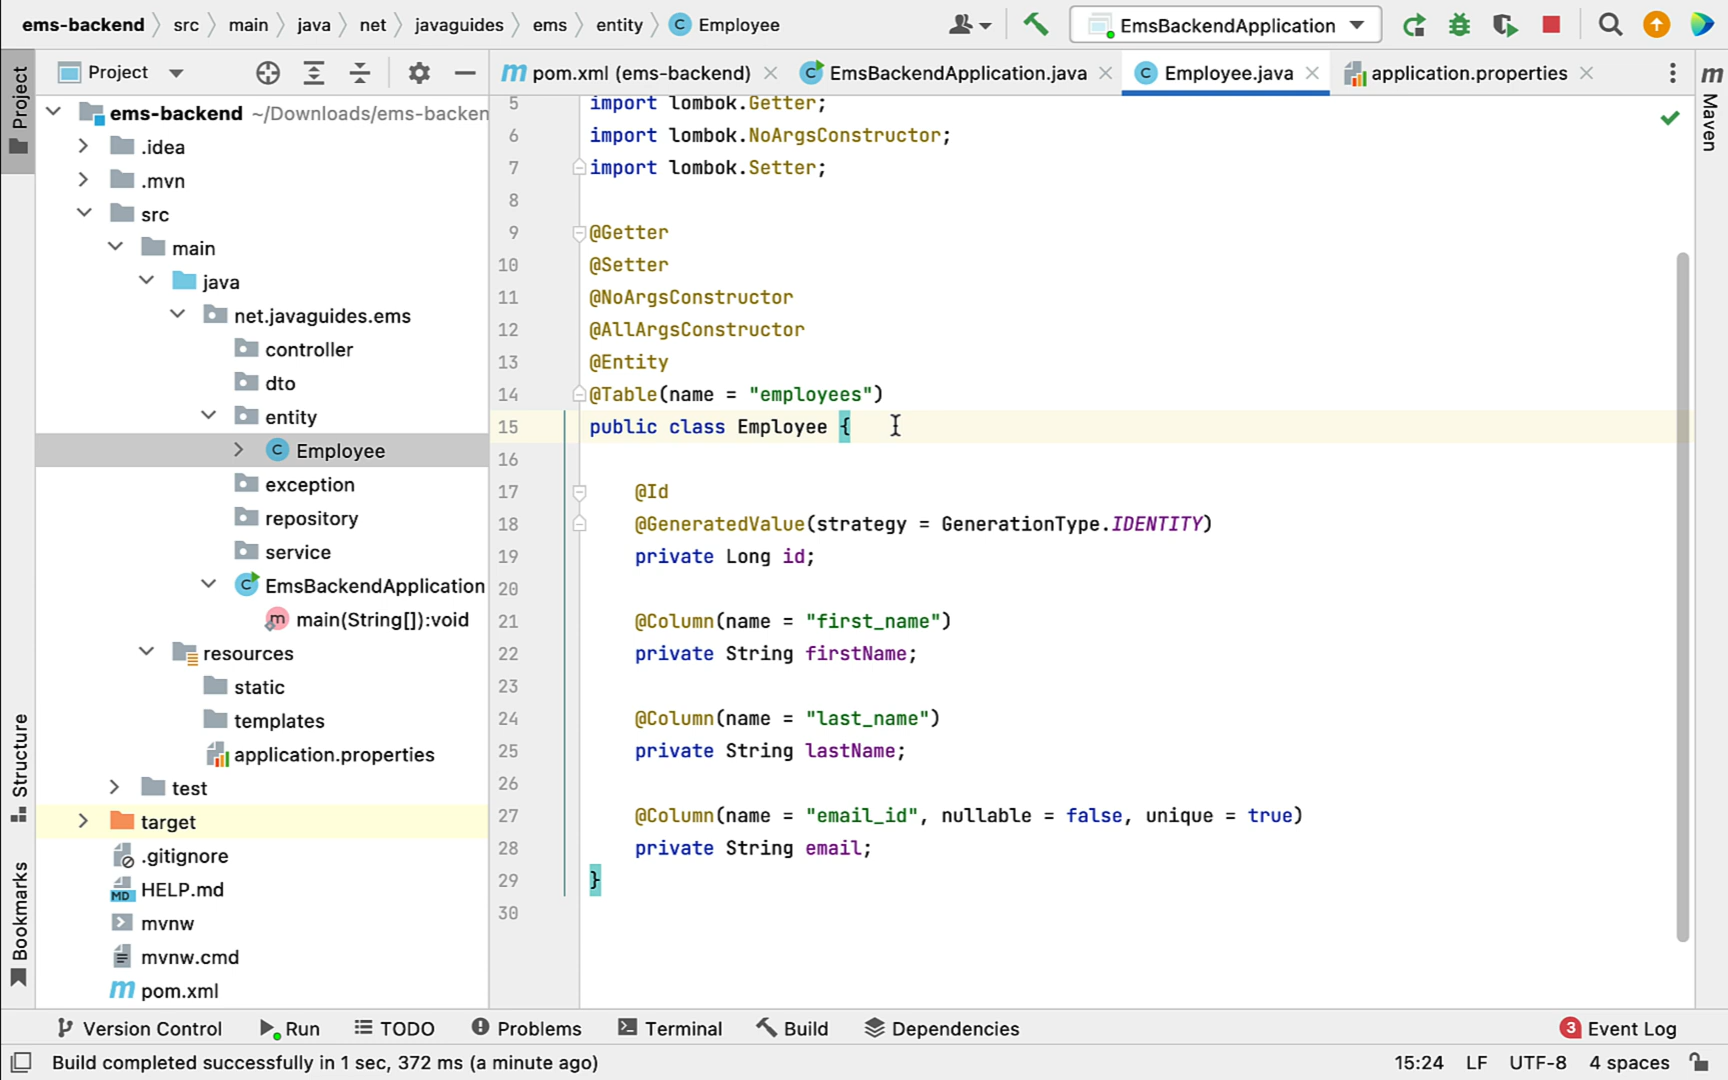 ems-backend src main java net javaguides ems entity C Employee EmsBackendApplication
Project
Project
pom.xml (ems-backend) EmsBackendApplication.java Employee.java application.properties
Maven
ems-backend ~/Downloads/ems-backen
.idea
.mvn
src
main
java
net.javaguides.ems
controller
dto
entity
Employee
exception
repository
service
EmsBackendApplication
main(String[]):void
resources
static
templates
application.properties
test
target
.gitignore
HELP.md
mvnw
mvnw.cmd
pom.xml
Structure
Bookmarks
5 import lombok.Getter;
6 import lombok.NoArgsConstructor;
7 import lombok.Setter;
8
9 @Getter
10 @Setter
11 @NoArgsConstructor
12 @AllArgsConstructor
13 @Entity
14 @Table(name = "employees")
15 public class Employee {
16
17 @Id
18 @GeneratedValue(strategy = GenerationType.IDENTITY)
19 private Long id;
20
21 @Column(name = "first_name")
22 private String firstName;
23
24 @Column(name = "last_name")
25 private String lastName;
26
27 @Column(name = "email_id", nullable = false, unique = true)
28 private String email;
29 }
30
Version Control Run TODO Problems Terminal Build Dependencies 3 Event Log
Build completed successfully in 1 sec, 372 ms (a minute ago) 15:24 LF UTF-8 4 spaces